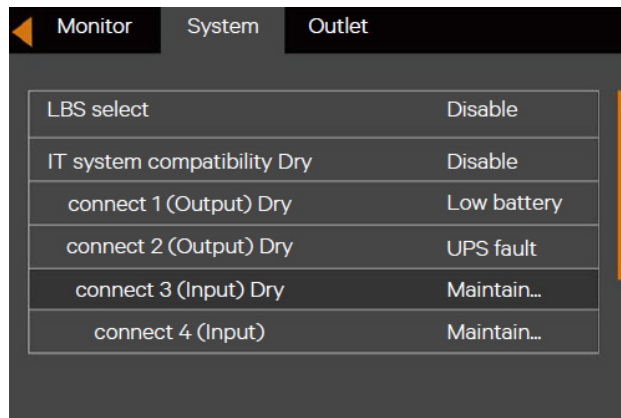 Monitor System Outlet
LBS select Disable
IT system compatibility Dry Disable
connect 1 (Output) Dry Low battery
connect 2 (Output) Dry UPS fault
connect 3 (Input) Dry Maintain...
connect 4 (Input) Maintain...